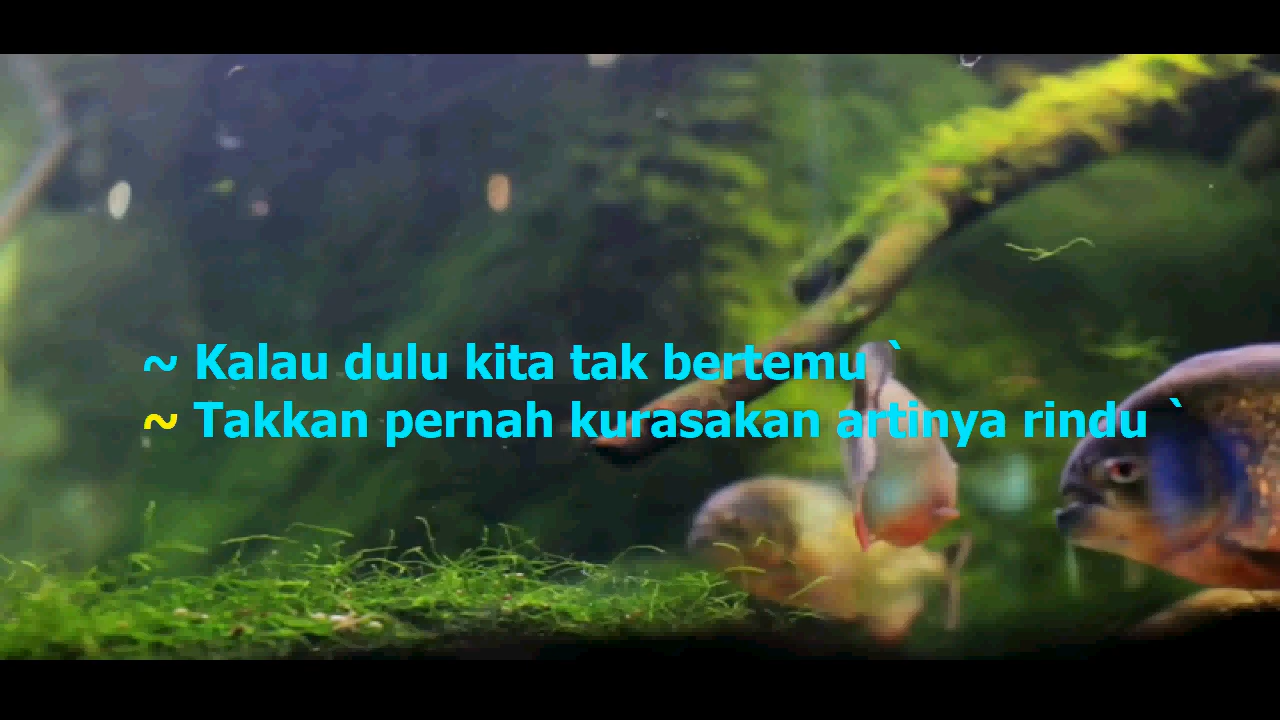 ~ Kalau dulu kita tak bertemu `
~ Takkan pernah kurasakan artinya rindu `